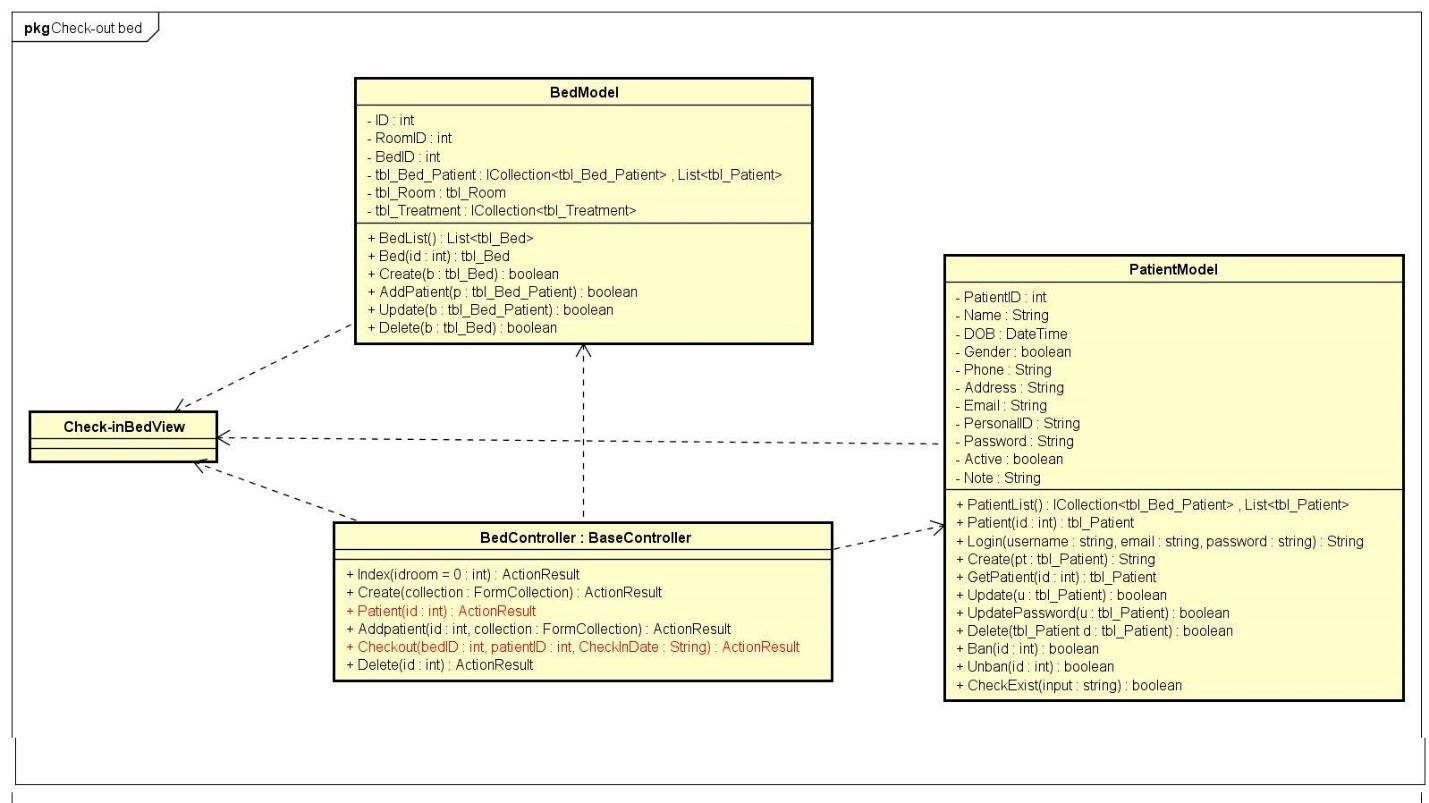 pkg Check-out bed
BedModel
- ID : int
- RoomID : int
- BedID : int
- tbl_Bed_Patient : ICollection<tbl_Bed_Patient> , List<tbl_Patient>
- tbl_Room : tbl_Room
- tbl_Treatment : ICollection<tbl_Treatment>
+ BedList() : List<tbl_Bed>
+ Bed(id : int) : tbl_Bed
+ Create(b : tbl_Bed) : boolean
+ AddPatient(p : tbl_Bed_Patient) : boolean
+ Update(b : tbl_Bed_Patient) : boolean
+ Delete(b : tbl_Bed) : boolean
PatientModel
- PatientID : int
- Name : String
- DOB : DateTime
- Gender : boolean
- Phone : String
- Address : String
- Email : String
- PersonalID : String
- Password : String
- Active : boolean
- Note : String
+ PatientList() : ICollection<tbl_Bed_Patient> , List<tbl_Patient>
+ Patient(id : int) : tbl_Patient
+ Login(username : string, email : string, password : string) : String
+ Create(pt : tbl_Patient) : String
+ GetPatient(id : int) : tbl_Patient
+ Update(u : tbl_Patient) : boolean
+ UpdatePassword(u : tbl_Patient) : boolean
+ Delete(tbl_Patient d : tbl_Patient) : boolean
+ Ban(id : int) : boolean
+ Unban(id : int) : boolean
+ CheckExist(input : string) : boolean
Check-inBedView
BedController : BaseController
+ Index(idroom = 0 : int) : ActionResult
+ Create(collection : FormCollection) : ActionResult
+ Patient(id : int) : ActionResult
+ Addpatient(id : int, collection : FormCollection) : ActionResult
+ Checkout(bedID : int, patientID : int, CheckInDate : String) : ActionResult
+ Delete(id : int) : ActionResult